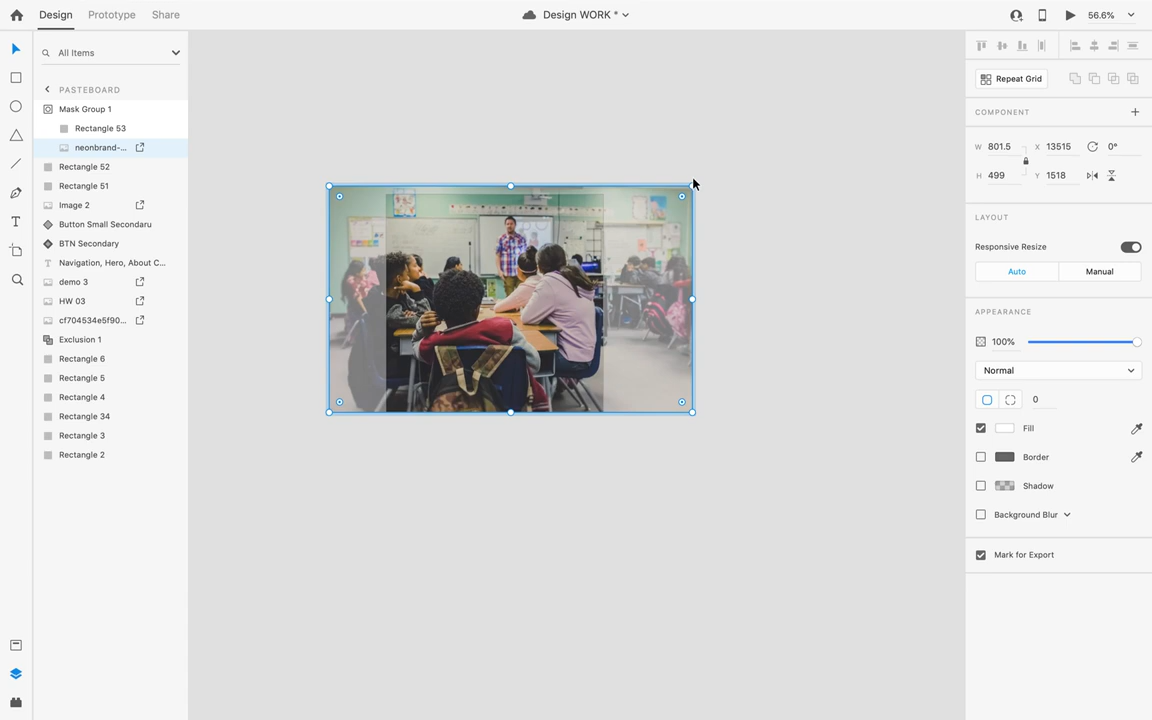 Design
Prototype
Share
Design WORK *
56.6%
All Items
PASTEBOARD
Mask Group 1
Rectangle 53
neonbrand-...
Rectangle 52
Rectangle 51
Image 2
Button Small Secondaru
BTN Secondary
Navigation, Hero, About C...
demo 3
HW 03
cf704534e5f90...
Exclusion 1
Rectangle 6
Rectangle 5
Rectangle 4
Rectangle 34
Rectangle 3
Rectangle 2
Repeat Grid
COMPONENT
W 801.5 X 13515 0°
H 499 Y 1518
LAYOUT
Responsive Resize
Auto Manual
APPEARANCE
100%
Normal
0
Fill
Border
Shadow
Background Blur
Mark for Export